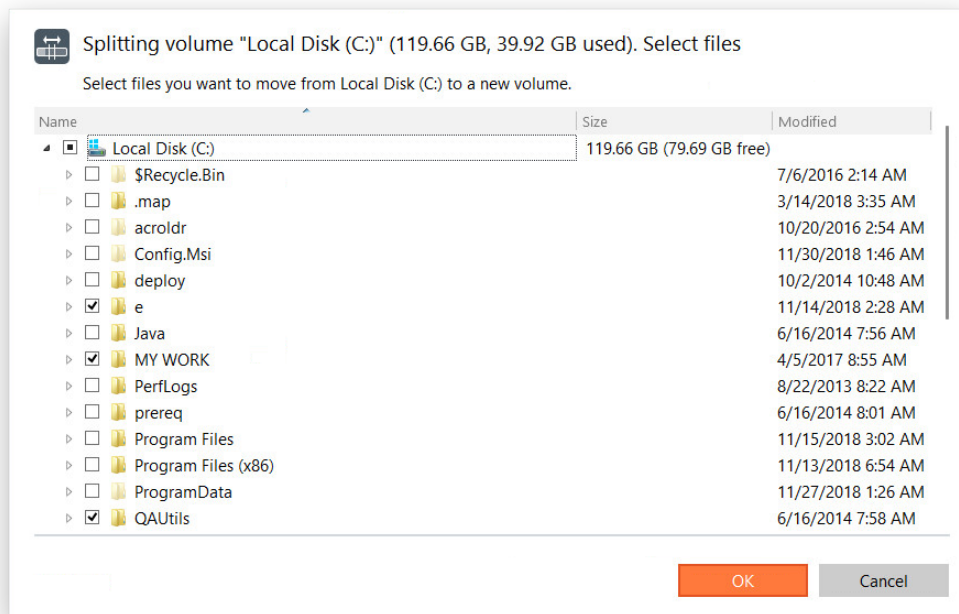 Splitting volume "Local Disk (C:)" (119.66 GB, 39.92 GB used). Select files
Select files you want to move from Local Disk (C:) to a new volume.
Name Size Modified
Local Disk (C:) 119.66 GB (79.69 GB free)
$Recycle.Bin 7/6/2016 2:14 AM
.map 3/14/2018 3:35 AM
acroldr 10/20/2016 2:54 AM
Config.Msi 11/30/2018 1:46 AM
deploy 10/2/2014 10:48 AM
e 11/14/2018 2:28 AM
Java 6/16/2014 7:56 AM
MY WORK 4/5/2017 8:55 AM
PerfLogs 8/22/2013 8:22 AM
prereq 6/16/2014 8:01 AM
Program Files 11/15/2018 3:02 AM
Program Files (x86) 11/13/2018 6:54 AM
ProgramData 11/27/2018 1:26 AM
QAUtils 6/16/2014 7:58 AM
OK Cancel